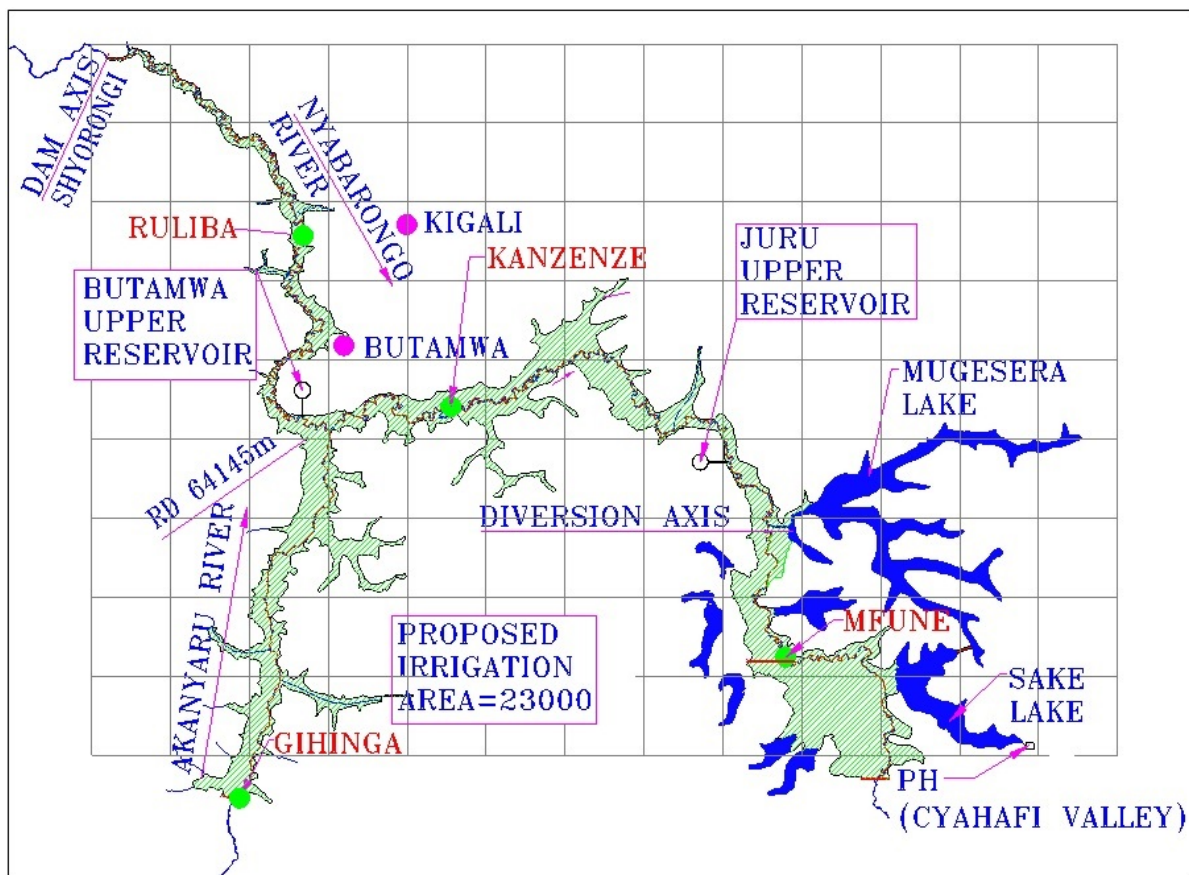 DAM AXIS
SHYORONGI
NYABARONGO
RIVER
RULIBA
KIGALI
KANZENZE
JURU
UPPER
RESERVOIR
BUTAMWA
UPPER
RESERVOIR
BUTAMWA
MUGESERA
LAKE
RD 64145m
DIVERSION AXIS
AKANYARU RIVER
PROPOSED
IRRIGATION
AREA=23000
MFUNE
SAKE
LAKE
GIHINGA
PH
(CYAHAFI VALLEY)